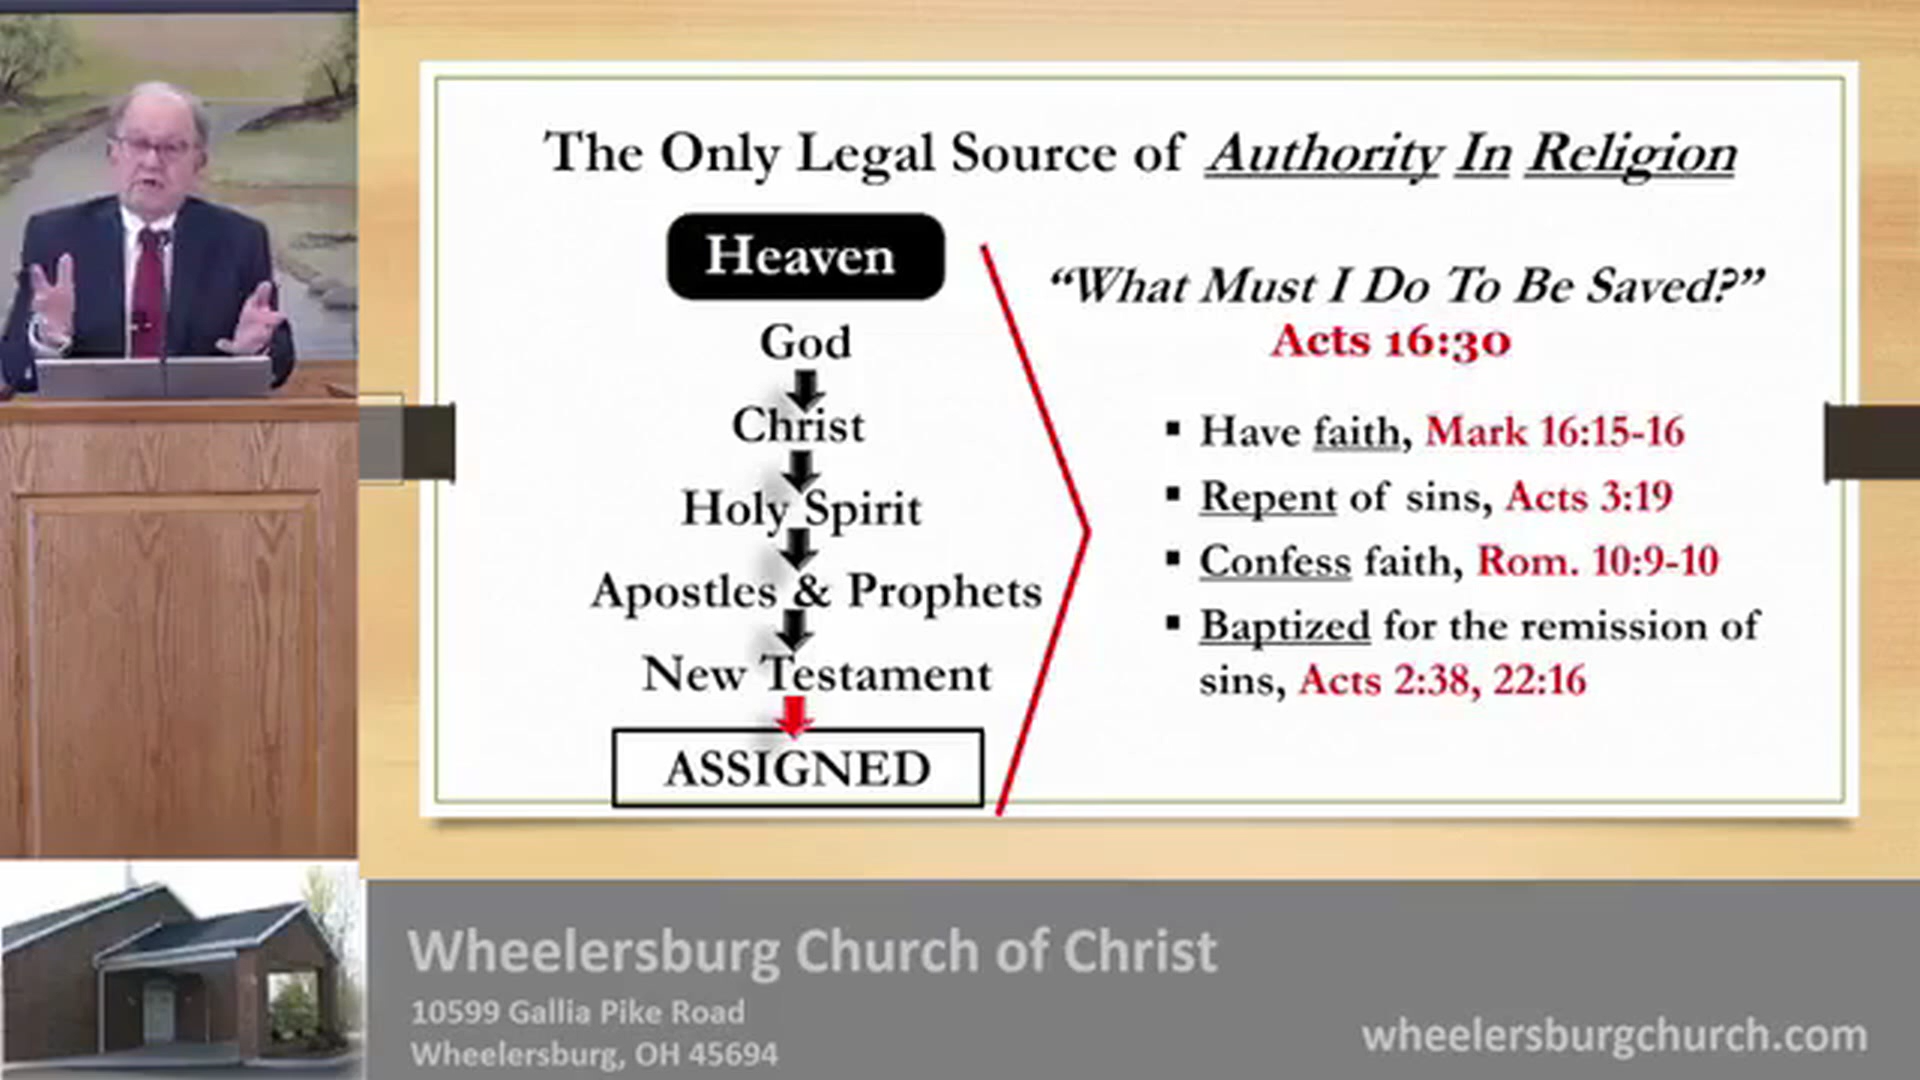 The Only Legal Source of Authority In Religion
Heaven
God
Christ
Holy Spirit
Apostles & Prophets
New Testament
ASSIGNED
“What Must I Do To Be Saved?”
Acts 16:30
▪ Have faith, Mark 16:15-16
▪ Repent of sins, Acts 3:19
▪ Confess faith, Rom. 10:9-10
▪ Baptized for the remission of
sins, Acts 2:38, 22:16
Wheelersburg Church of Christ
10599 Gallia Pike Road
Wheelersburg, OH 45694
wheelersburgchurch.com